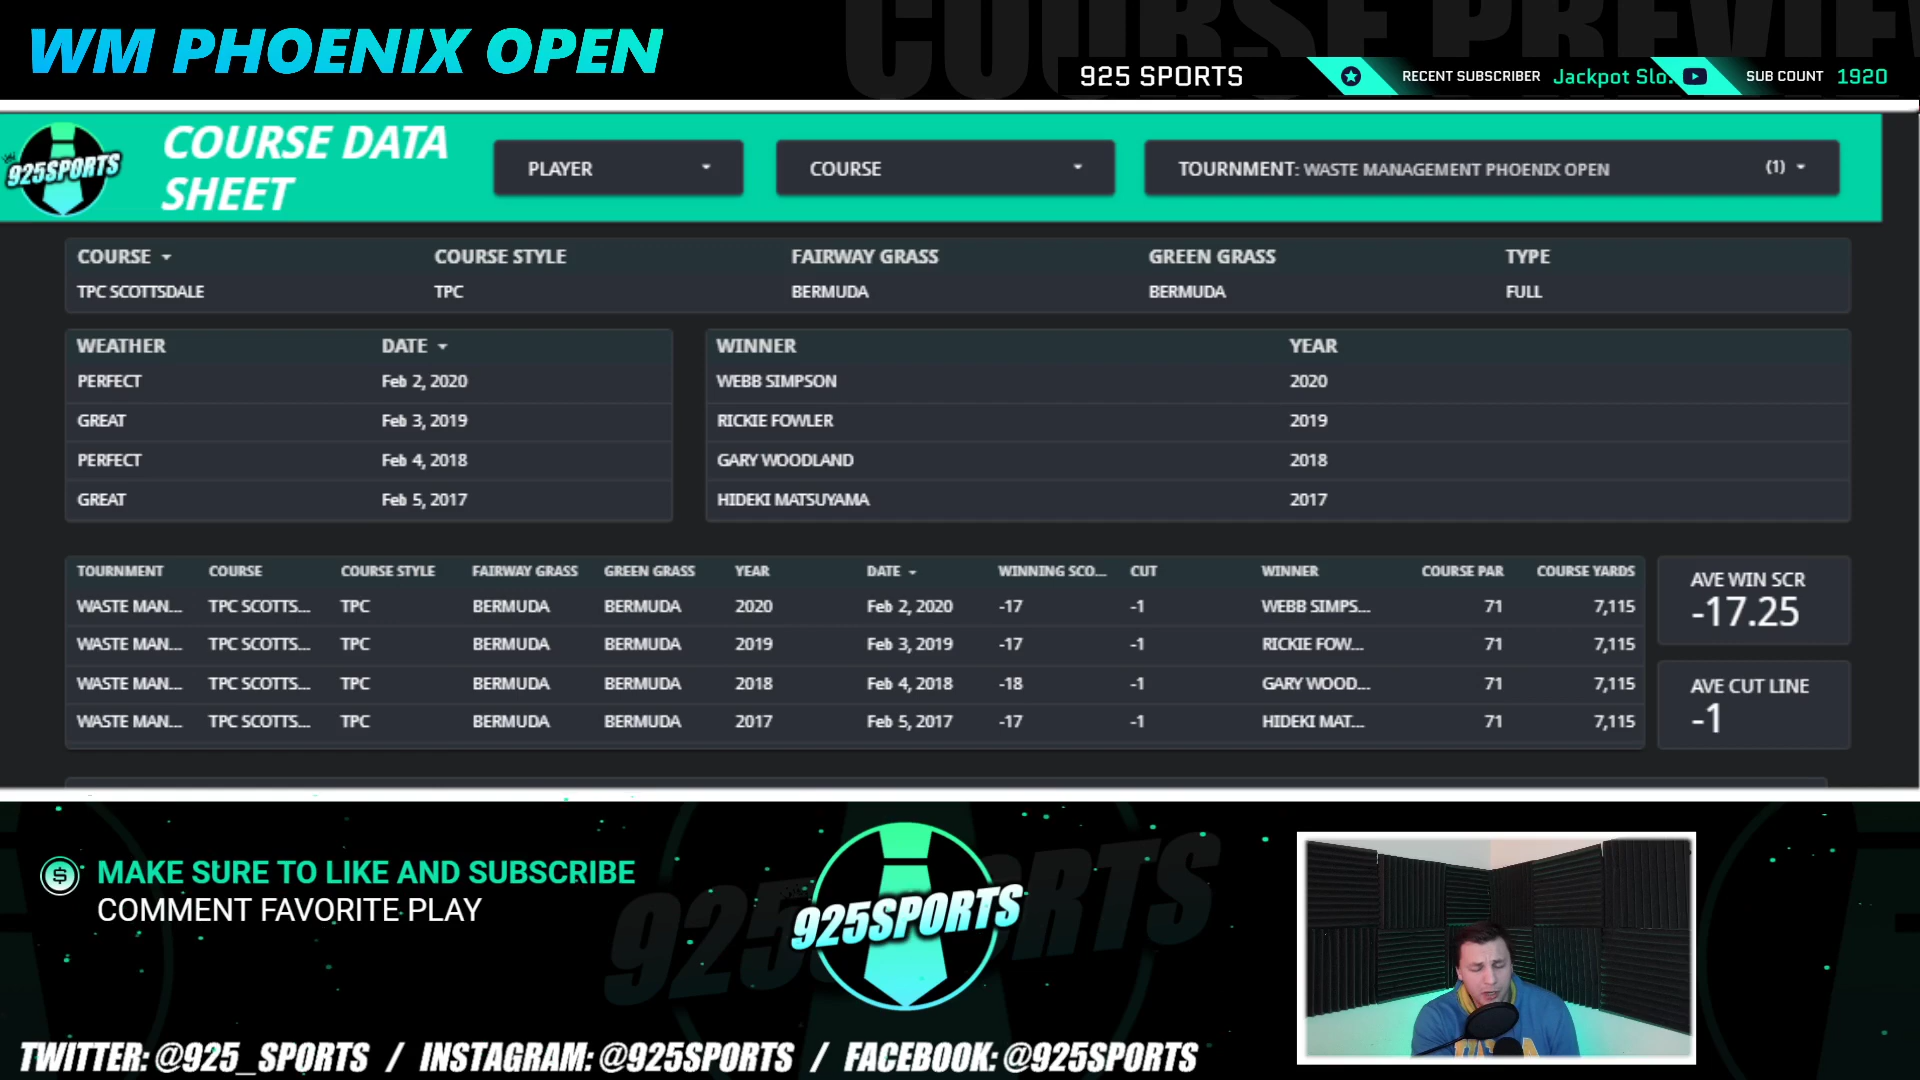 WM PHOENIX OPEN
COURSE PREVIEW
925 SPORTS
RECENT SUBSCRIBER Jackpot Slo.
SUB COUNT 1920
925SPORTS
COURSE DATA
SHEET
PLAYER
COURSE
TOURNMENT: WASTE MANAGEMENT PHOENIX OPEN (1)
COURSE COURSE STYLE FAIRWAY GRASS GREEN GRASS TYPE
TPC SCOTTSDALE TPC BERMUDA BERMUDA FULL
WEATHER DATE
PERFECT Feb 2, 2020
GREAT Feb 3, 2019
PERFECT Feb 4, 2018
GREAT Feb 5, 2017
WINNER YEAR
WEBB SIMPSON 2020
RICKIE FOWLER 2019
GARY WOODLAND 2018
HIDEKI MATSUYAMA 2017
TOURNMENT COURSE COURSE STYLE FAIRWAY GRASS GREEN GRASS YEAR DATE WINNING SCO... CUT WINNER COURSE PAR COURSE YARDS
WASTE MAN... TPC SCOTTS... TPC BERMUDA BERMUDA 2020 Feb 2, 2020 -17 -1 WEBB SIMPS... 71 7,115
WASTE MAN... TPC SCOTTS... TPC BERMUDA BERMUDA 2019 Feb 3, 2019 -17 -1 RICKIE FOW... 71 7,115
WASTE MAN... TPC SCOTTS... TPC BERMUDA BERMUDA 2018 Feb 4, 2018 -18 -1 GARY WOOD... 71 7,115
WASTE MAN... TPC SCOTTS... TPC BERMUDA BERMUDA 2017 Feb 5, 2017 -17 -1 HIDEKI MAT... 71 7,115
AVE WIN SCR
-17.25
AVE CUT LINE
-1
MAKE SURE TO LIKE AND SUBSCRIBE
COMMENT FAVORITE PLAY
925SPORTS
TWITTER: @925_SPORTS / INSTAGRAM: @925SPORTS / FACEBOOK: @925SPORTS